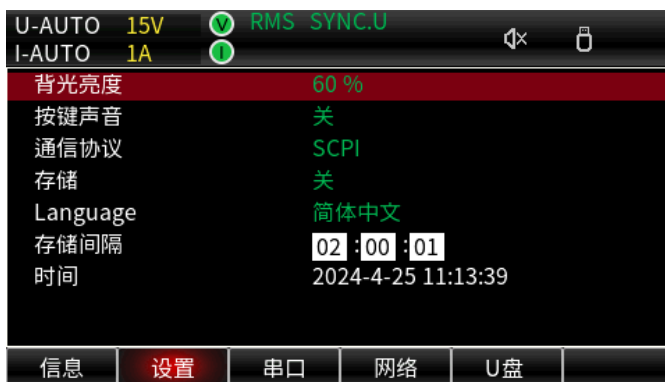 U-AUTO 15V V RMS SYNC.U
I-AUTO 1A I
背光亮度 60 %
按键声音 关
通信协议 SCPI
存储 关
Language 简体中文
存储间隔 02 :00 :01
时间 2024-4-25 11:13:39
信息 设置 串口 网络 U盘